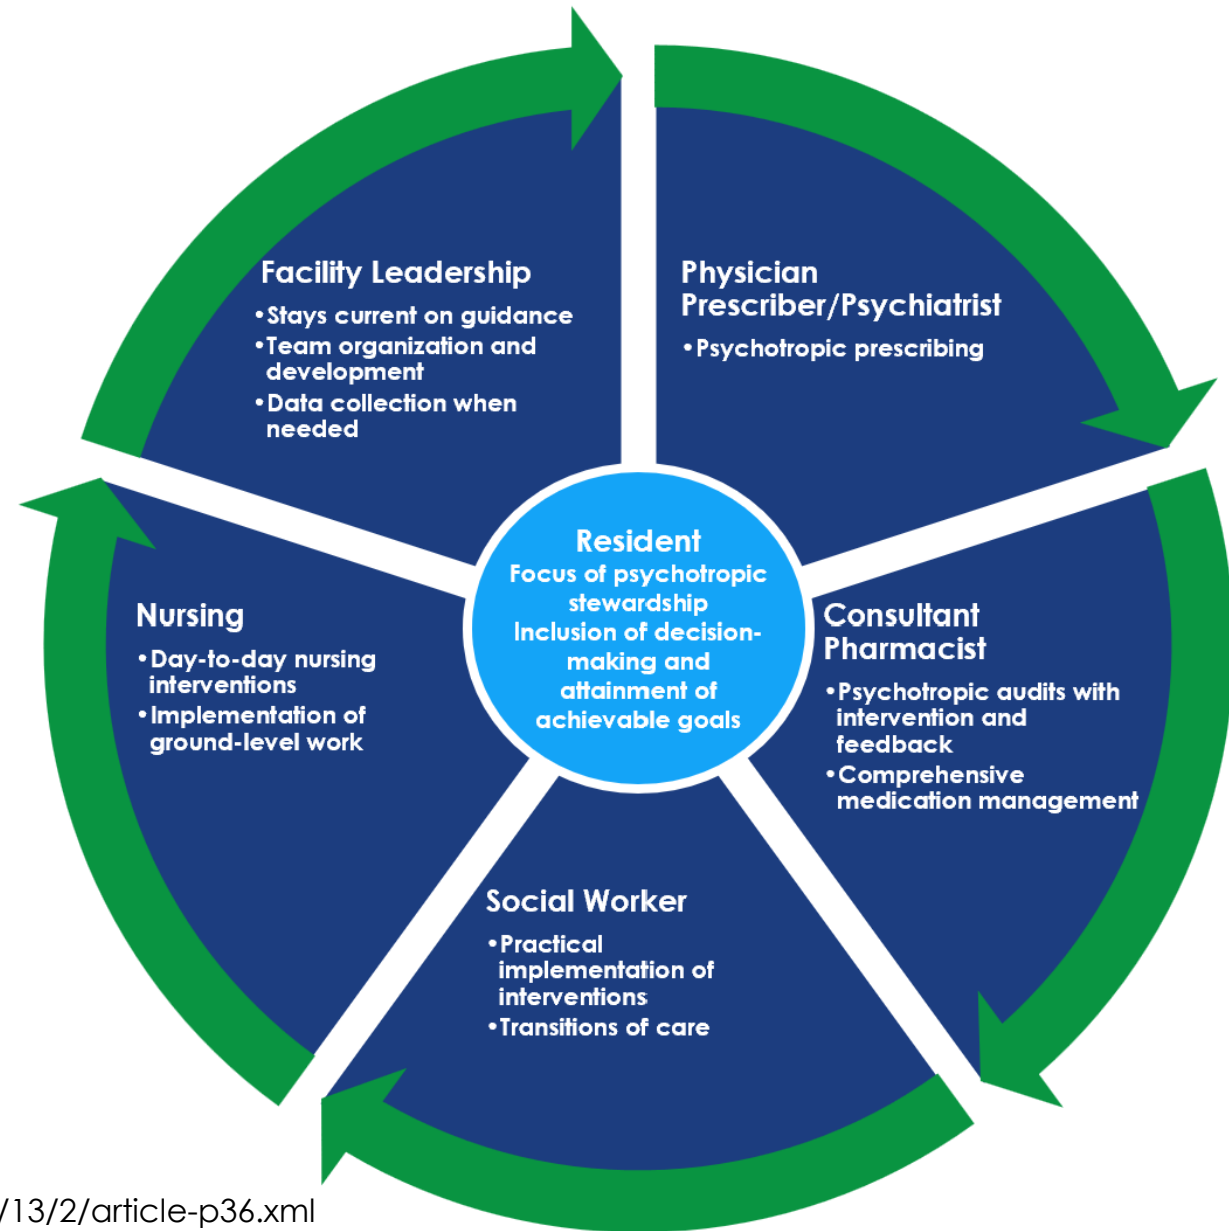 Facility Leadership
•Stays current on guidance
•Team organization and
development
•Data collection when
needed
Physician
Prescriber/Psychiatrist
•Psychotropic prescribing
Resident
Focus of psychotropic
stewardship
Inclusion of decision-
making and
attainment of
achievable goals
Nursing
•Day-to-day nursing
interventions
•Implementation of
ground-level work
Consultant
Pharmacist
•Psychotropic audits with
intervention and
feedback
•Comprehensive
medication management
Social Worker
•Practical
implementation of
interventions
•Transitions of care
/13/2/article-p36.xml